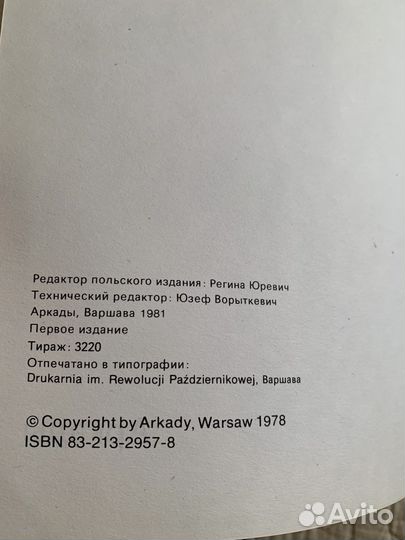 Редактор польского издания: Регина Юревич
Технический редактор: Юзеф Ворыткевич
Аркады, Варшава 1981
Первое издание
Тираж: 3220
Отпечатано в типографии:
Drukarnia im. Rewolucji Październikowej, Варшава
© Copyright by Arkady, Warsaw 1978
ISBN 83-213-2957-8
Avito